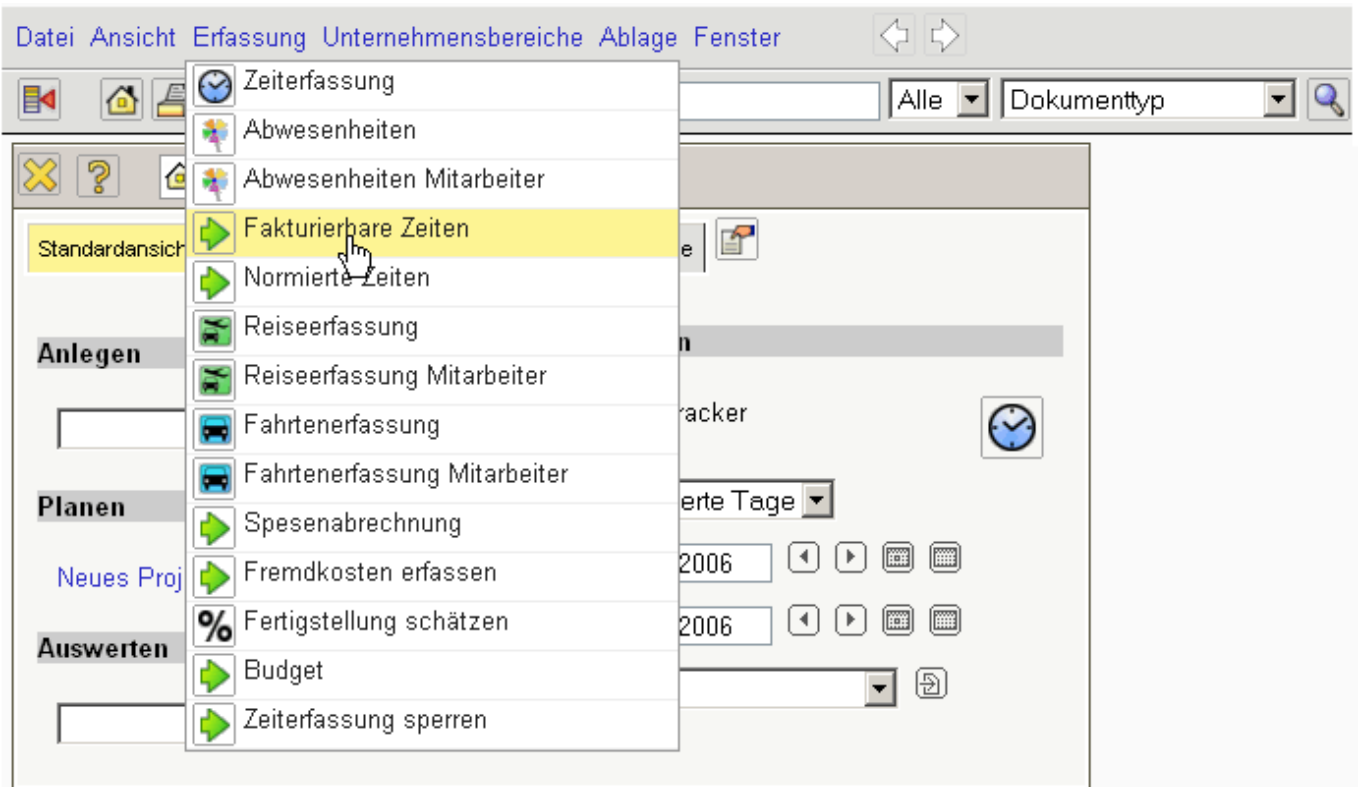 Datei Ansicht Erfassung Unternehmensbereiche Ablage Fenster
Alle Dokumenttyp
Zeiterfassung
Abwesenheiten
Abwesenheiten Mitarbeiter
Fakturierbare Zeiten
Normierte Zeiten
Reiseerfassung
Reiseerfassung Mitarbeiter
Fahrtenerfassung
Fahrtenerfassung Mitarbeiter
Spesenabrechnung
Fremdkosten erfassen
% Fertigstellung schätzen
Budget
Zeiterfassung sperren
Standardansich
e
Anlegen
Planen
Neues Proj
Auswerten
n
racker
erte Tage
2006
2006